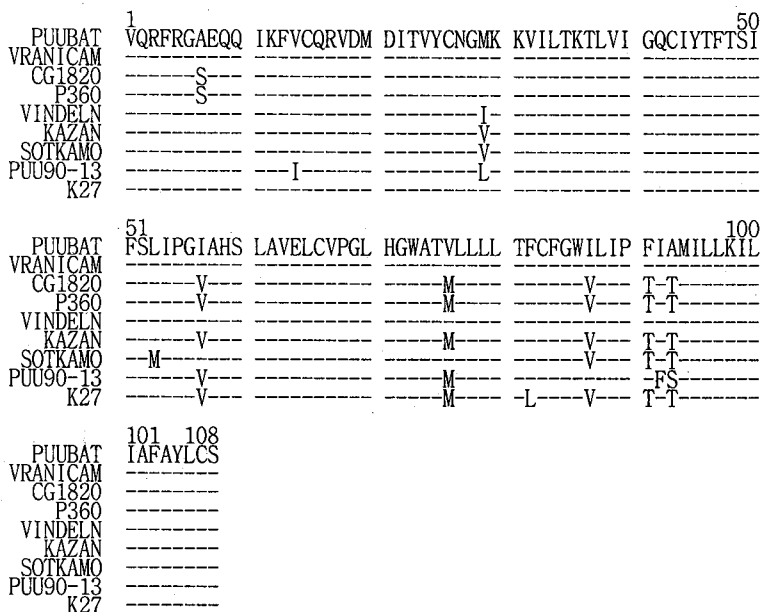 1 50
PUUBAT VQRFRGAEQQ IKFVCQRVDM DITVYCNGMK KVILTKTLVI GQCIYTFTSI
VRANICAM ---------- ---------- ---------- ---------- ----------
CG1820 ------S--- ---------- ---------- ---------- ----------
P360 ------S--- ---------- ---------- ---------- ----------
VINDELN ---------- ---------- --------I- ---------- ----------
KAZAN ---------- ---------- --------V- ---------- ----------
SOTKAMO ---------- ---------- --------V- ---------- ----------
PUU90-13 ---------- ---I------ --------L- ---------- ----------
K27 ---------- ---------- ---------- ---------- ----------
51 100
PUUBAT FSLIPGIAHS LAVELCVPGL HGWATVLLLL TFCFGWILIP FIAMILLKIL
VRANICAM ---------- ---------- ---------- ---------- ----------
CG1820 ------V--- ---------- -----M---- ------V--- T-T-------
P360 ------V--- ---------- -----M---- ------V--- T-T-------
VINDELN ---------- ---------- ---------- ---------- ----------
KAZAN ------V--- ---------- -----M---- ------V--- T-T-------
SOTKAMO --M------- ---------- ---------- ------V--- T-T-------
PUU90-13 ------V--- ---------- -----M---- ---------- -FS-------
K27 ------V--- ---------- -----M---- -L----V--- T-T-------
101 108
PUUBAT IAFAYLCS
VRANICAM --------
CG1820 --------
P360 --------
VINDELN --------
KAZAN --------
SOTKAMO --------
PUU90-13 --------
K27 --------